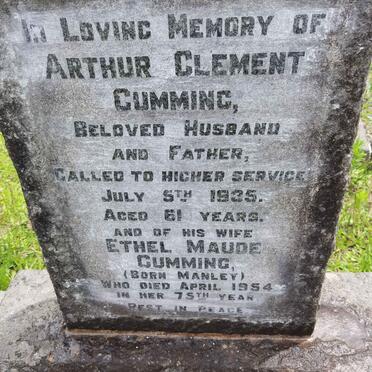 In Loving Memory of
Arthur Clement
Cumming,
Beloved Husband
and Father,
Called to Higher Service
July 5th 1935.
Aged 61 years.
and of his wife
Ethel Maude
Cumming,
(Born Manley)
Who died April 1954
in her 75th year
Rest in Peace